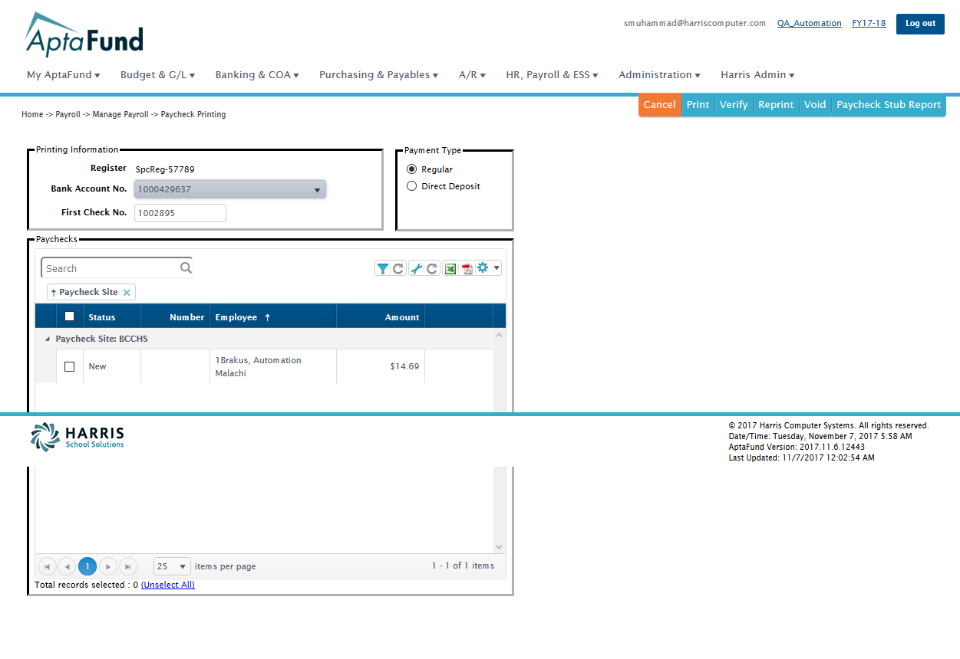 AptaFund
smuhammad@harriscomputer.com QA_Automation FY17-18 Log out
My AptaFund Budget & G/L Banking & COA Purchasing & Payables A/R HR, Payroll & ESS Administration Harris Admin
Cancel Print Verify Reprint Void Paycheck Stub Report
Home -> Payroll -> Manage Payroll -> Paycheck Printing
Printing Information
Register SpcReg-57789
Bank Account No. 1000429637
First Check No. 1002895
Payment Type
Regular
Direct Deposit
Paychecks
Search
↑ Paycheck Site ×
Status Number Employee ↑ Amount
Paycheck Site: BCCHS
New 1Brakus, Automation Malachi $14.69
HARRIS
School Solutions
© 2017 Harris Computer Systems. All rights reserved.
Date/Time: Tuesday, November 7, 2017 5:58 AM
AptaFund Version: 2017.11.6.12443
Last Updated: 11/7/2017 12:02:54 AM
1 25 items per page 1 - 1 of 1 items
Total records selected : 0 (Unselect All)